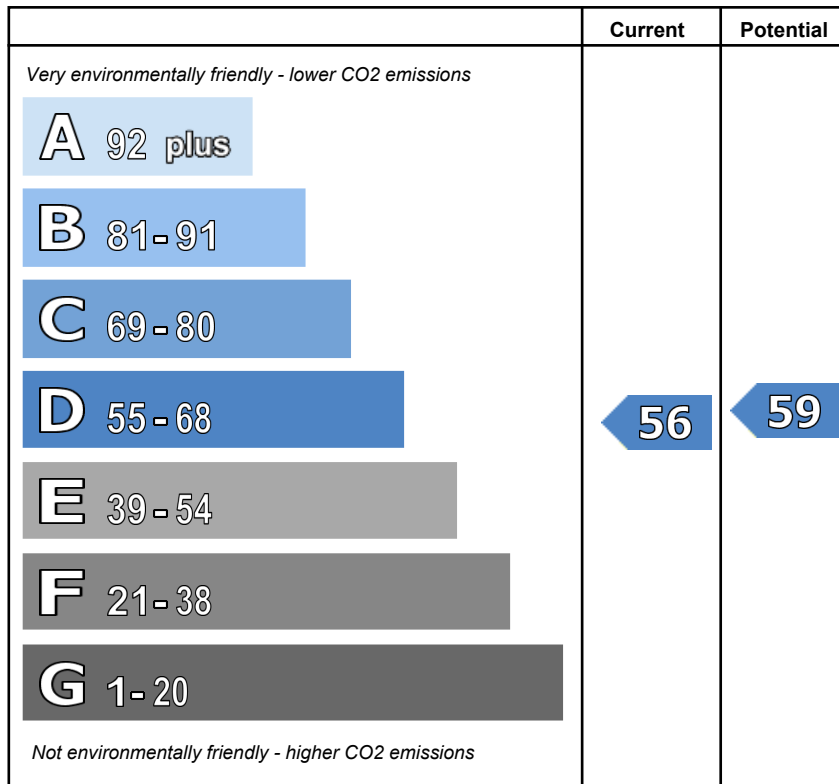 Current Potential
Very environmentally friendly - lower CO2 emissions
A 92 plus
B 81-91
C 69-80
D 55-68
56
59
E 39-54
F 21-38
G 1-20
Not environmentally friendly - higher CO2 emissions